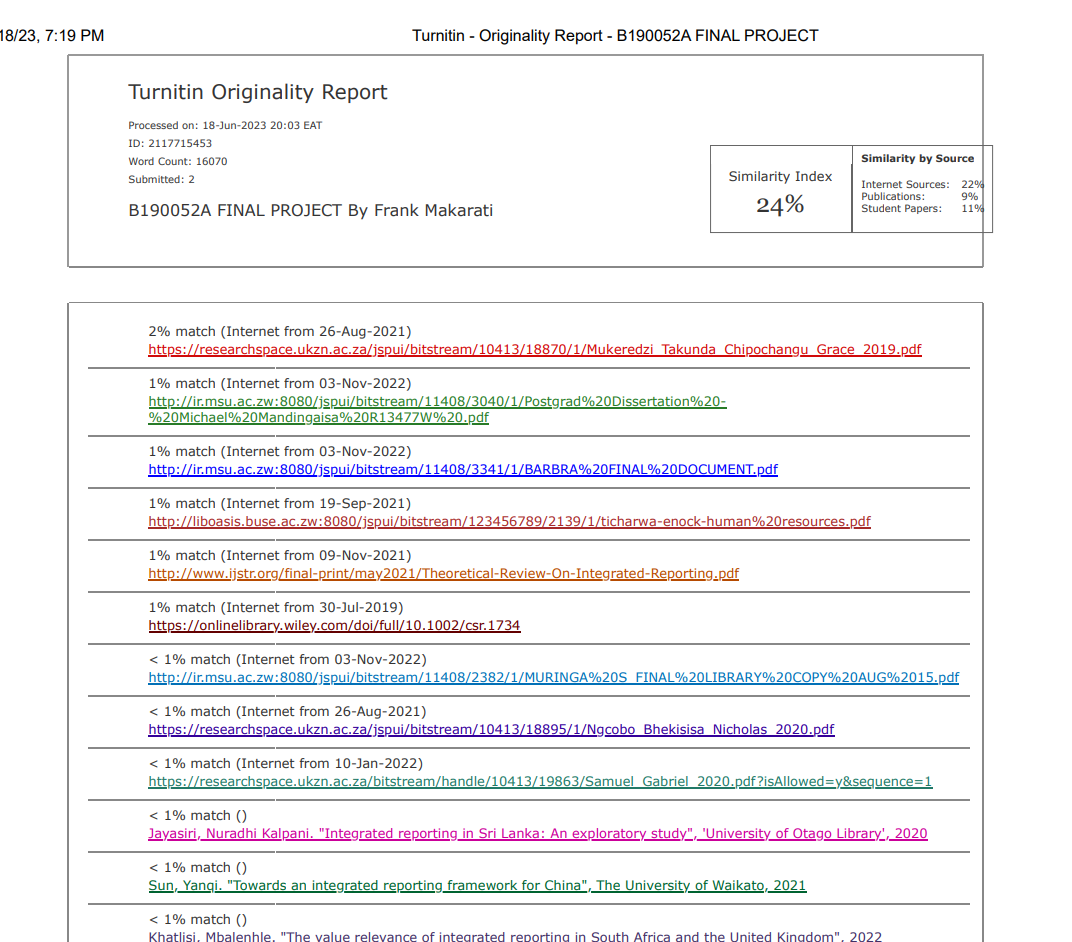 18/23, 7:19 PM
Turnitin - Originality Report - B190052A FINAL PROJECT
Turnitin Originality Report
Processed on: 18-Jun-2023 20:03 EAT
ID: 2117715453
Word Count: 16070
Submitted: 2
B190052A FINAL PROJECT By Frank Makarati
Similarity Index
24%
Similarity by Source
Internet Sources: 22%
Publications: 9%
Student Papers: 11%
2% match (Internet from 26-Aug-2021)
https://researchspace.ukzn.ac.za/jspui/bitstream/10413/18870/1/Mukeredzi_Takunda_Chipochangu_Grace_2019.pdf
1% match (Internet from 03-Nov-2022)
http://ir.msu.ac.zw:8080/jspui/bitstream/11408/3040/1/Postgrad%20Dissertation%20-
%20Michael%20Mandingaisa%20R13477W%20.pdf
1% match (Internet from 03-Nov-2022)
http://ir.msu.ac.zw:8080/jspui/bitstream/11408/3341/1/BARBRA%20FINAL%20DOCUMENT.pdf
1% match (Internet from 19-Sep-2021)
http://liboasis.buse.ac.zw:8080/jspui/bitstream/123456789/2139/1/ticharwa-enock-human%20resources.pdf
1% match (Internet from 09-Nov-2021)
http://www.ijstr.org/final-print/may2021/Theoretical-Review-On-Integrated-Reporting.pdf
1% match (Internet from 30-Jul-2019)
https://onlinelibrary.wiley.com/doi/full/10.1002/csr.1734
< 1% match (Internet from 03-Nov-2022)
http://ir.msu.ac.zw:8080/jspui/bitstream/11408/2382/1/MURINGA%20S_FINAL%20LIBRARY%20COPY%20AUG%2015.pdf
< 1% match (Internet from 26-Aug-2021)
https://researchspace.ukzn.ac.za/jspui/bitstream/10413/18895/1/Ngcobo_Bhekisisa_Nicholas_2020.pdf
< 1% match (Internet from 10-Jan-2022)
https://researchspace.ukzn.ac.za/bitstream/handle/10413/19863/Samuel_Gabriel_2020.pdf?isAllowed=y&sequence=1
< 1% match ()
Jayasiri, Nuradhi Kalpani. "Integrated reporting in Sri Lanka: An exploratory study", 'University of Otago Library', 2020
< 1% match ()
Sun, Yanqi. "Towards an integrated reporting framework for China", The University of Waikato, 2021
< 1% match ()
Khatlisi, Mbalenhle. "The value relevance of integrated reporting in South Africa and the United Kingdom", 2022